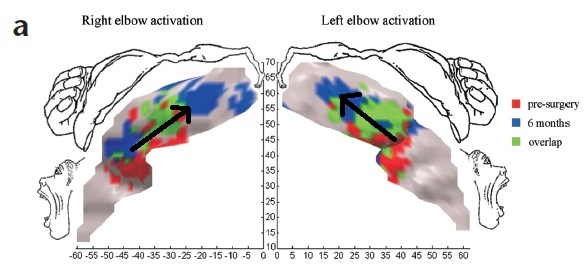 a
Right elbow activation
Left elbow activation
70
65
60
55
50
45
40
35
30
25
20
15
10
-60 -55 -50 -45 -40 -35 -30 -25 -20 -15 -10 -5 0
0 5 10 15 20 25 30 35 40 45 50 55 60
pre-surgery
6 months
overlap